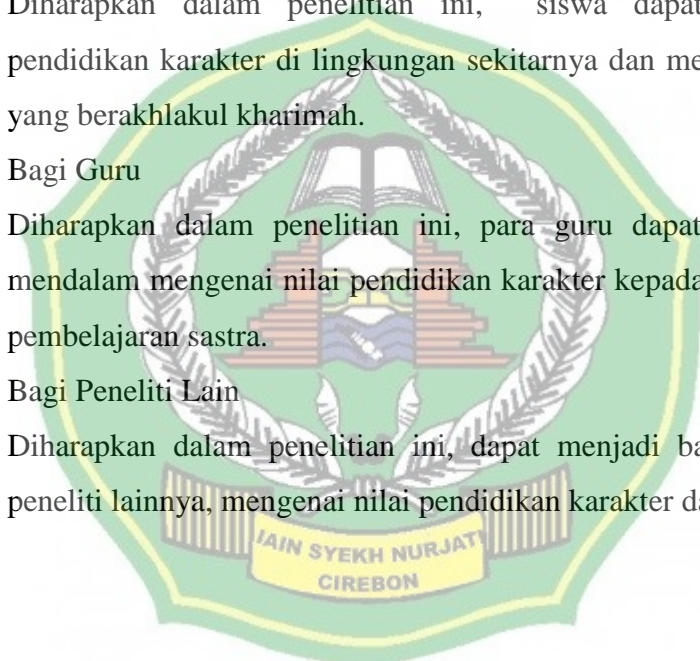 Diharapkan dalam penelitian ini, siswa dapat
pendidikan karakter di lingkungan sekitarnya dan me
yang berakhlakul kharimah.
Bagi Guru
Diharapkan dalam penelitian ini, para guru dapat
mendalam mengenai nilai pendidikan karakter kepada
pembelajaran sastra.
Bagi Peneliti Lain
Diharapkan dalam penelitian ini, dapat menjadi ba
peneliti lainnya, mengenai nilai pendidikan karakter da
IAIN SYEKH NURJATI
CIREBON